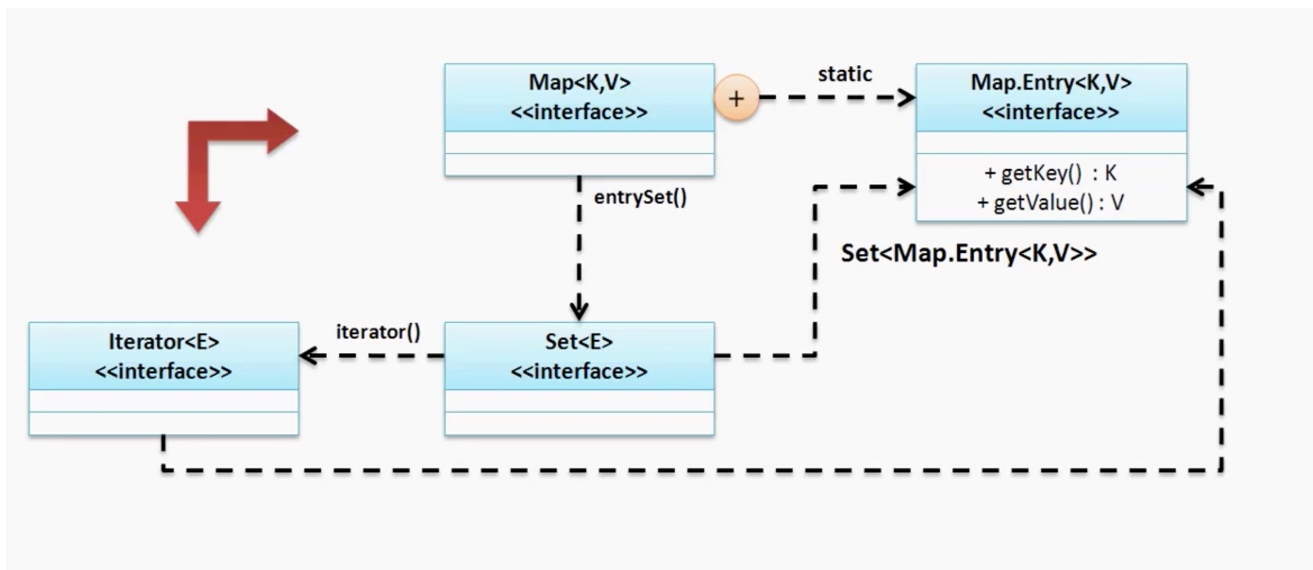 Map<K,V>
<<interface>>
+
static
Map.Entry<K,V>
<<interface>>
+ getKey() : K
+ getValue() : V
entrySet()
Set<Map.Entry<K,V>>
Iterator<E>
<<interface>>
iterator()
Set<E>
<<interface>>